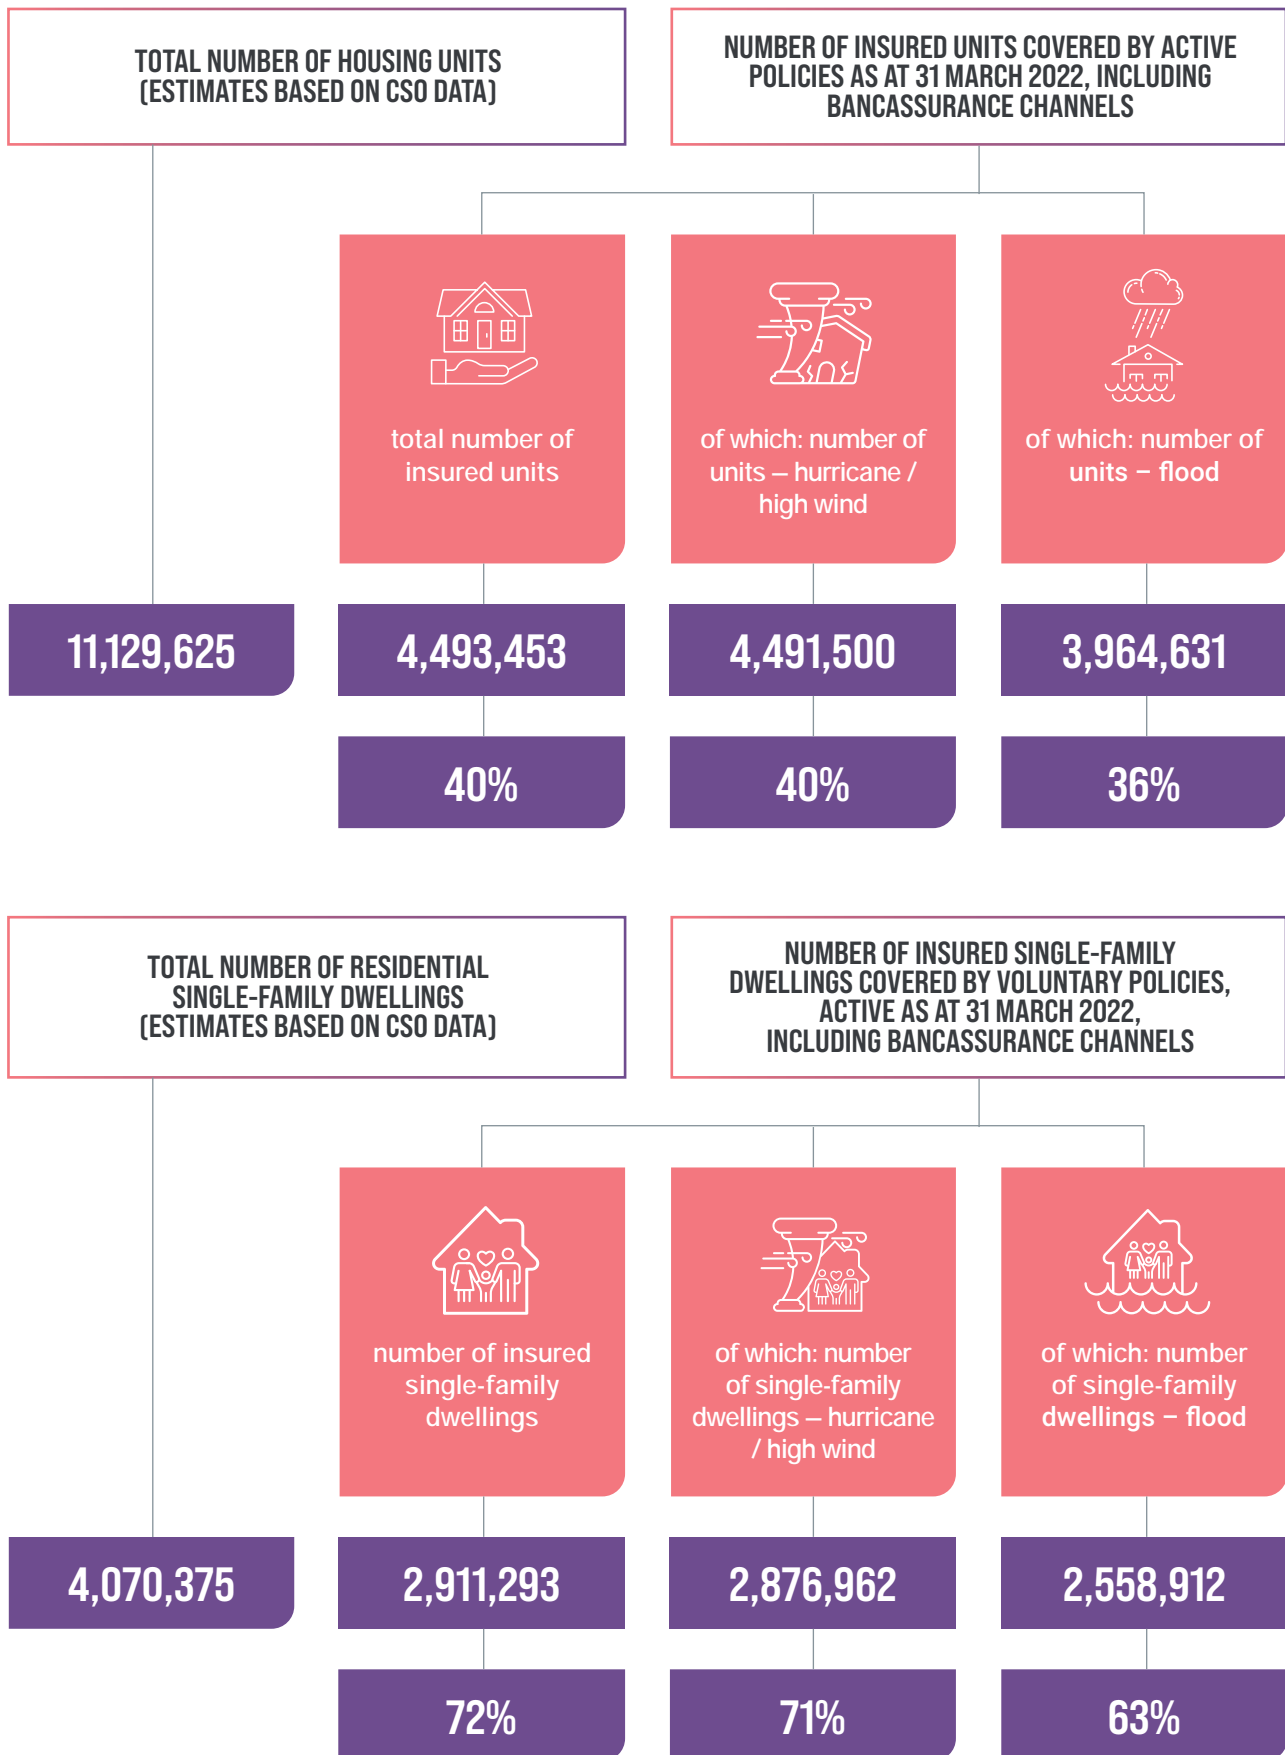 TOTAL NUMBER OF HOUSING UNITS
(ESTIMATES BASED ON CSO DATA)
NUMBER OF INSURED UNITS COVERED BY ACTIVE
POLICIES AS AT 31 MARCH 2022, INCLUDING
BANCASSURANCE CHANNELS
total number of
insured units
of which: number of
units – hurricane /
high wind
of which: number of
units – flood
11,129,625
4,493,453
4,491,500
3,964,631
40%
40%
36%
TOTAL NUMBER OF RESIDENTIAL
SINGLE-FAMILY DWELLINGS
(ESTIMATES BASED ON CSO DATA)
NUMBER OF INSURED SINGLE-FAMILY
DWELLINGS COVERED BY VOLUNTARY POLICIES,
ACTIVE AS AT 31 MARCH 2022,
INCLUDING BANCASSURANCE CHANNELS
number of insured
single-family
dwellings
of which: number
of single-family
dwellings – hurricane
/ high wind
of which: number
of single-family
dwellings – flood
4,070,375
2,911,293
2,876,962
2,558,912
72%
71%
63%